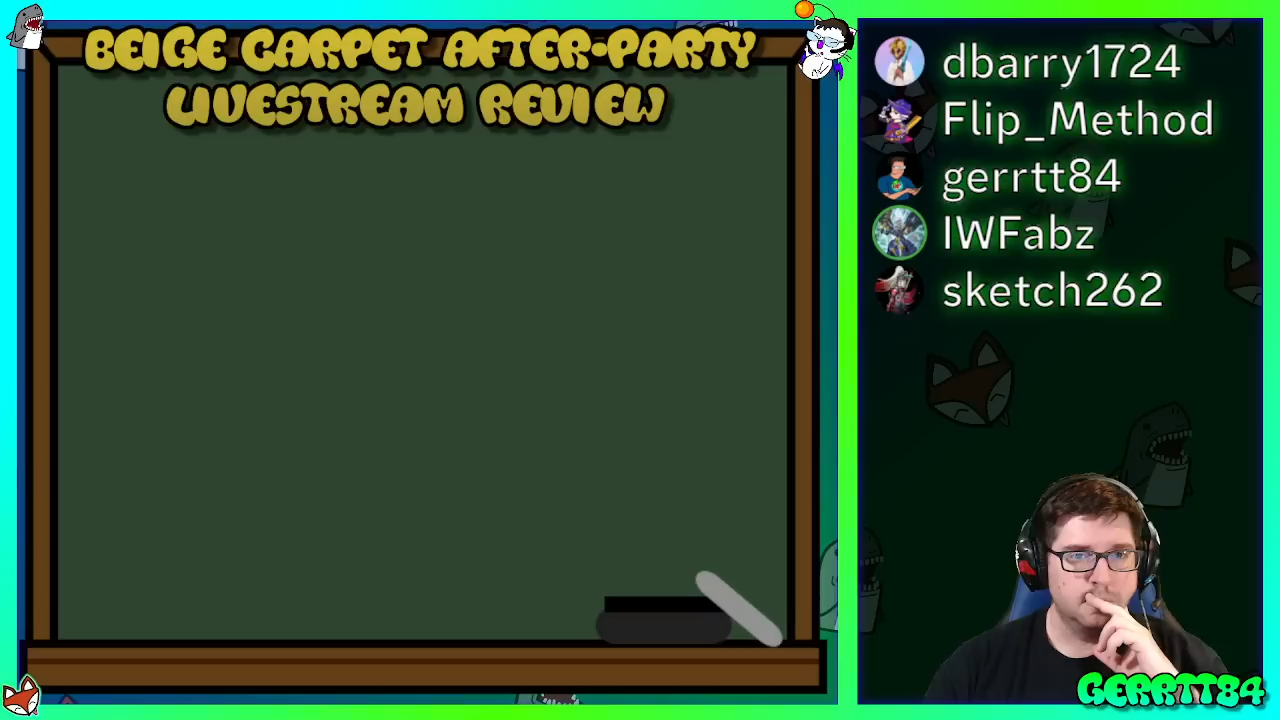 BEIGE CARPET AFTER-PARTY
LIVESTREAM REVIEW
dbarry1724
Flip_Method
gerrtt84
IWFabz
sketch262
GERRTT84